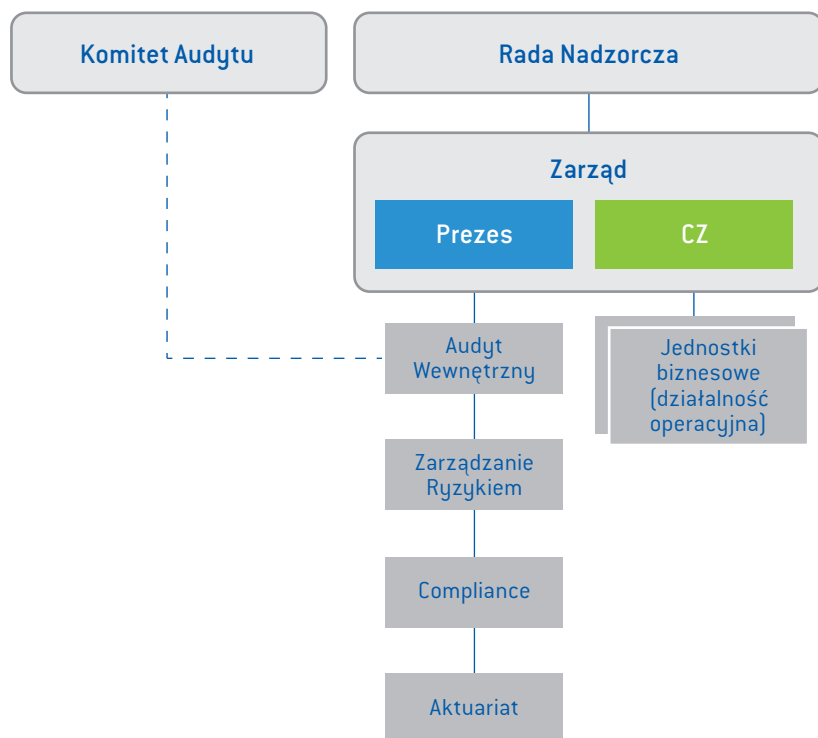 Komitet Audytu
Rada Nadzorcza
Zarząd
Prezes
CZ
Audyt
Wewnętrzny
Jednostki
biznesowe
(działalność
operacyjna)
Zarządzanie
Ryzykiem
Compliance
Aktuariat